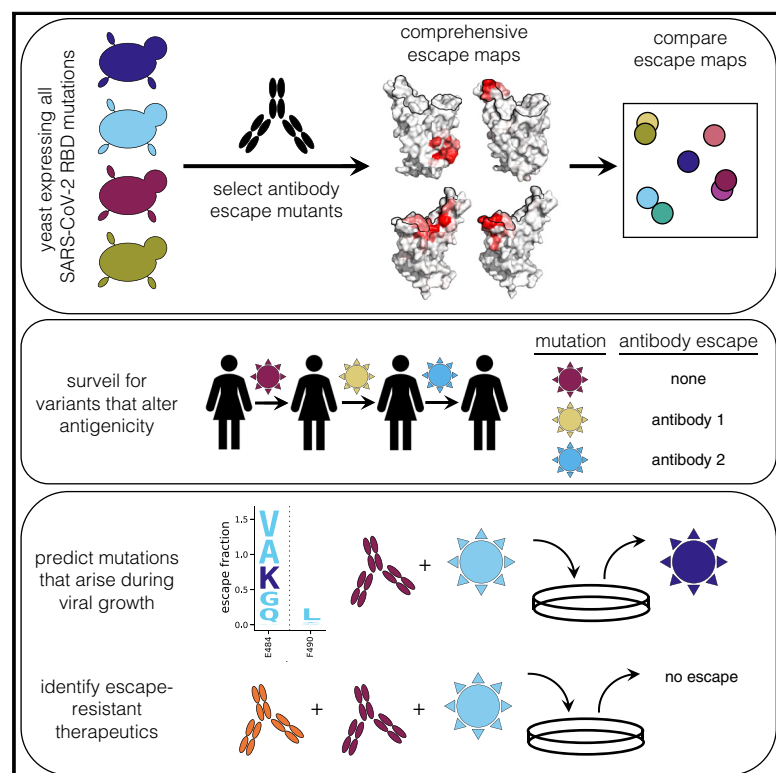 yeast expressing all
SARS-CoV-2 RBD mutations
select antibody
escape mutants
comprehensive
escape maps
compare
escape maps
surveil for
variants that alter
antigenicity
mutation
antibody escape
none
antibody 1
antibody 2
predict mutations
that arise during
viral growth
escape fraction
1.5
1.0
0.5
0.0
V
A
K
G
Q
L
E484
F490
+
identify escape-
resistant
therapeutics
+
+
no escape